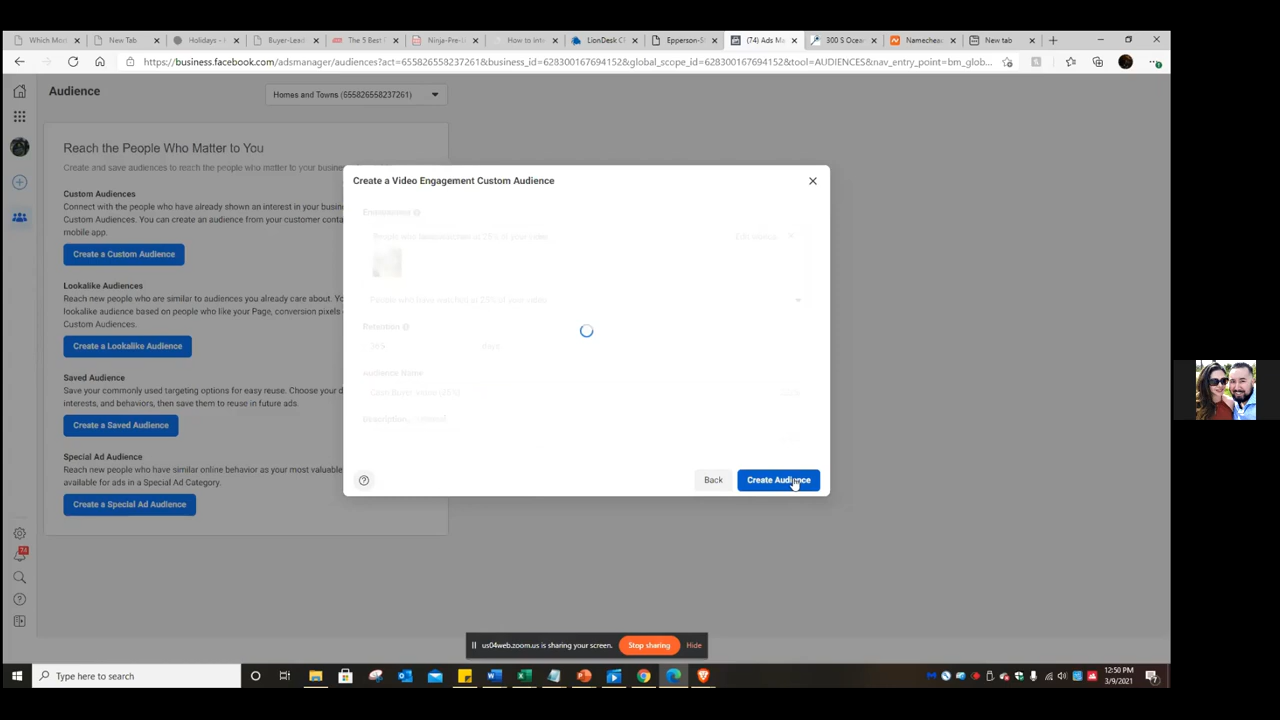 Which Mor
New Tab
Holidays -
Buyer-Lead
The 5 Best
Ninja-Pre-L
How to inte
LionDesk C
Epperson-S
(74) Ads Ma
300 S Ocea
Namecheap
New tab
https://business.facebook.com/adsmanager/audiences?act=655826558237261&business_id=628300167694152&global_scope_id=628300167694152&tool=AUDIENCES&nav_entry_point=bm_glob...
Audience
Homes and Towns (655826558237261)
Reach the People Who Matter to You
Create and save audiences to reach the people who matter to your busine
Custom Audiences
Connect with the people who have already shown an interest in your busin
Custom Audiences. You can create an audience from your customer conta
mobile app.
Create a Custom Audience
Lookalike Audiences
Reach new people who are similar to audiences you already care about. Yo
lookalike audience based on people who like your Page, conversion pixels o
Custom Audiences.
Create a Lookalike Audience
Saved Audience
Save your commonly used targeting options for easy reuse. Choose your d
interests, and behaviors, then save them to reuse in future ads.
Create a Saved Audience
Special Ad Audience
Reach new people who have similar online behavior as your most valuable
available for ads in a Special Ad Category.
Create a Special Ad Audience
Create a Video Engagement Custom Audience
Engagement
Retention
365
days
Audience Name
Description
Back
Create Audience
74
us04web.zoom.us is sharing your screen.
Stop sharing
Hide
Type here to search
12:50 PM
3/9/2021